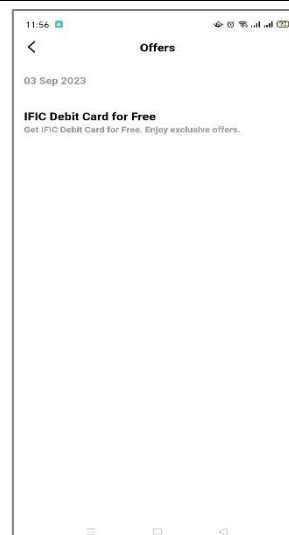 11:56
Offers
03 Sep 2023
IFIC Debit Card for Free
Get IFIC Debit Card for Free. Enjoy exclusive offers.